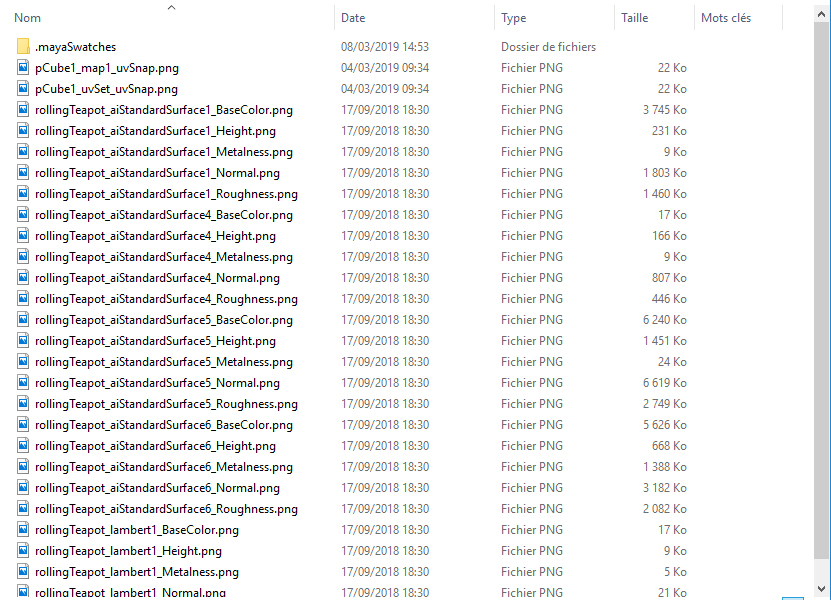 Nom Date Type Taille Mots clés
.mayaSwatches 08/03/2019 14:53 Dossier de fichiers
pCube1_map1_uvSnap.png 04/03/2019 09:34 Fichier PNG 22 Ko
pCube1_uvSet_uvSnap.png 04/03/2019 09:34 Fichier PNG 22 Ko
rollingTeapot_aiStandardSurface1_BaseColor.png 17/09/2018 18:30 Fichier PNG 3 745 Ko
rollingTeapot_aiStandardSurface1_Height.png 17/09/2018 18:30 Fichier PNG 231 Ko
rollingTeapot_aiStandardSurface1_Metalness.png 17/09/2018 18:30 Fichier PNG 9 Ko
rollingTeapot_aiStandardSurface1_Normal.png 17/09/2018 18:30 Fichier PNG 1 803 Ko
rollingTeapot_aiStandardSurface1_Roughness.png 17/09/2018 18:30 Fichier PNG 1 460 Ko
rollingTeapot_aiStandardSurface4_BaseColor.png 17/09/2018 18:30 Fichier PNG 17 Ko
rollingTeapot_aiStandardSurface4_Height.png 17/09/2018 18:30 Fichier PNG 166 Ko
rollingTeapot_aiStandardSurface4_Metalness.png 17/09/2018 18:30 Fichier PNG 9 Ko
rollingTeapot_aiStandardSurface4_Normal.png 17/09/2018 18:30 Fichier PNG 807 Ko
rollingTeapot_aiStandardSurface4_Roughness.png 17/09/2018 18:30 Fichier PNG 446 Ko
rollingTeapot_aiStandardSurface5_BaseColor.png 17/09/2018 18:30 Fichier PNG 6 240 Ko
rollingTeapot_aiStandardSurface5_Height.png 17/09/2018 18:30 Fichier PNG 1 451 Ko
rollingTeapot_aiStandardSurface5_Metalness.png 17/09/2018 18:30 Fichier PNG 24 Ko
rollingTeapot_aiStandardSurface5_Normal.png 17/09/2018 18:30 Fichier PNG 6 619 Ko
rollingTeapot_aiStandardSurface5_Roughness.png 17/09/2018 18:30 Fichier PNG 2 749 Ko
rollingTeapot_aiStandardSurface6_BaseColor.png 17/09/2018 18:30 Fichier PNG 5 626 Ko
rollingTeapot_aiStandardSurface6_Height.png 17/09/2018 18:30 Fichier PNG 668 Ko
rollingTeapot_aiStandardSurface6_Metalness.png 17/09/2018 18:30 Fichier PNG 1 388 Ko
rollingTeapot_aiStandardSurface6_Normal.png 17/09/2018 18:30 Fichier PNG 3 182 Ko
rollingTeapot_aiStandardSurface6_Roughness.png 17/09/2018 18:30 Fichier PNG 2 082 Ko
rollingTeapot_lambert1_BaseColor.png 17/09/2018 18:30 Fichier PNG 17 Ko
rollingTeapot_lambert1_Height.png 17/09/2018 18:30 Fichier PNG 9 Ko
rollingTeapot_lambert1_Metalness.png 17/09/2018 18:30 Fichier PNG 5 Ko
rollingTeapot_lambert1_Normal.png 17/09/2018 18:30 Fichier PNG 21 Ko